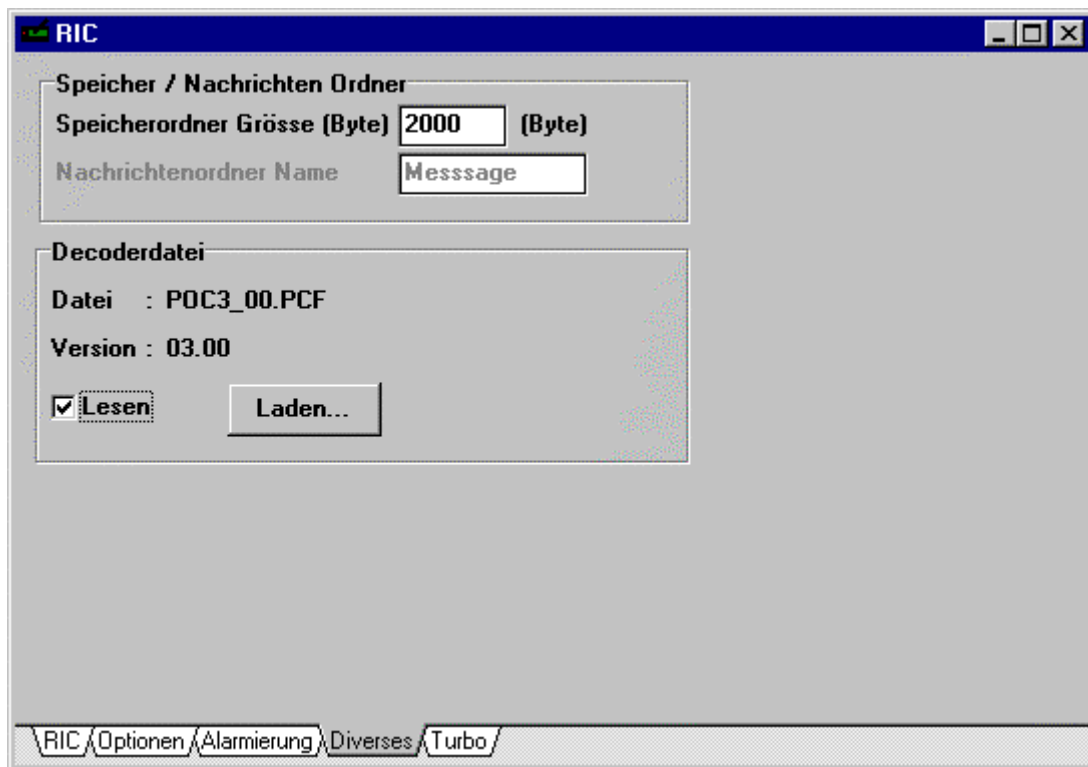 RIC
Speicher / Nachrichten Ordner
Speicherordner Grösse (Byte) 2000 (Byte)
Nachrichtenordner Name Messsage
Decoderdatei
Datei : POC3_00.PCF
Version : 03.00
Lesen Laden...
RIC Optionen Alarmierung Diverses Turbo